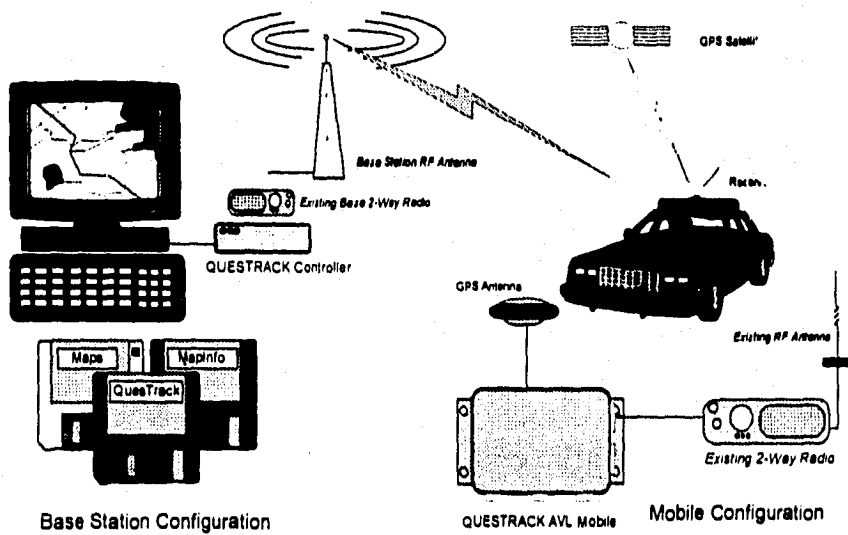 GPS Satellit
Base Station RF Antenna
Existing Base 2-Way Radio
QUESTRACK Controller
GPS Antenna
Existing RF Antenna
Maps
MapInfo
QuesTrack
Existing 2-Way Radio
Base Station Configuration
QUESTRACK AVL Mobile
Mobile Configuration